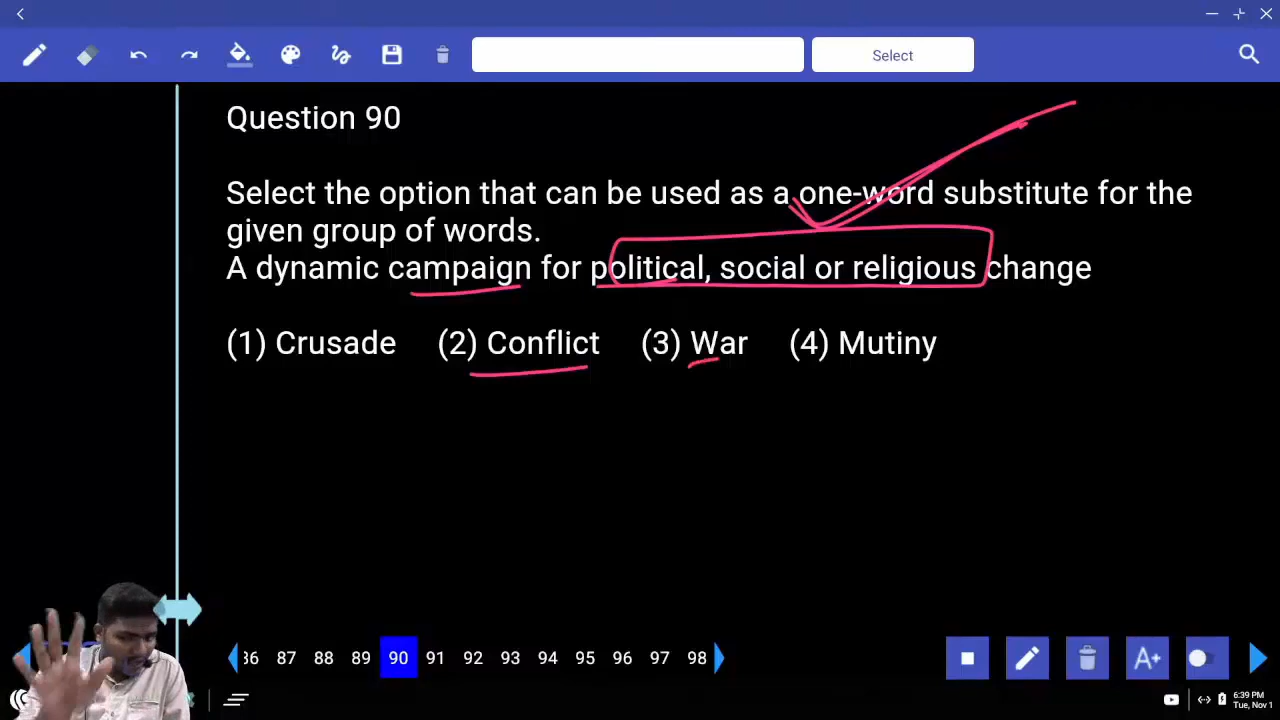 Select
Question 90
Select the option that can be used as a one-word substitute for the
given group of words.
A dynamic campaign for political, social or religious change
(1) Crusade (2) Conflict (3) War (4) Mutiny
86 87 88 89 90 91 92 93 94 95 96 97 98
A+
6:39 PM
Tue, Nov 1